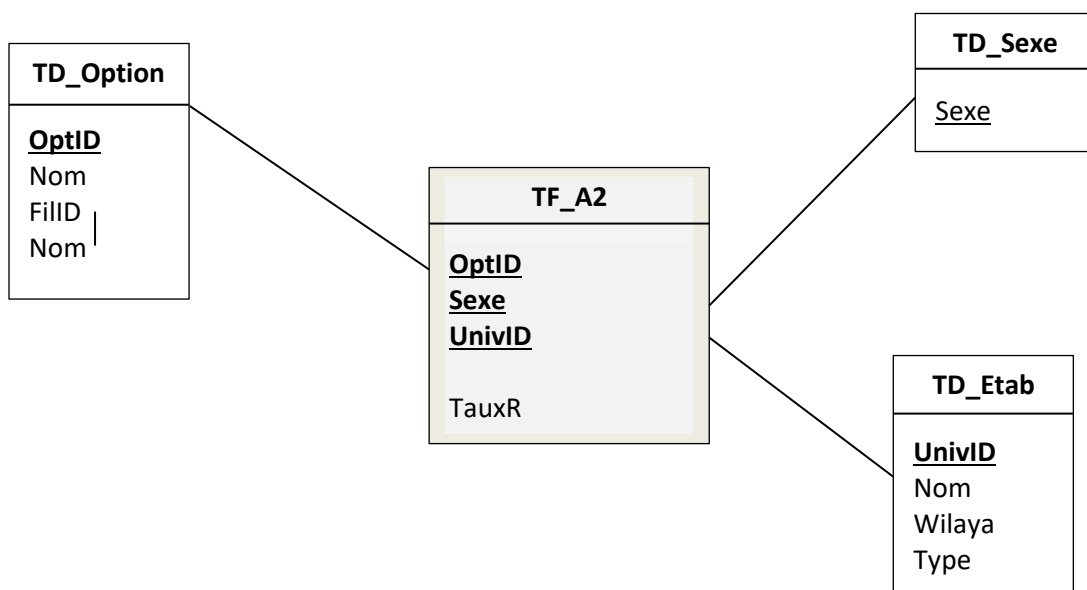 TD_Option
OptID
Nom
FilID
Nom
TF_A2
OptID
Sexe
UnivID
TauxR
TD_Sexe
Sexe
TD_Etab
UnivID
Nom
Wilaya
Type